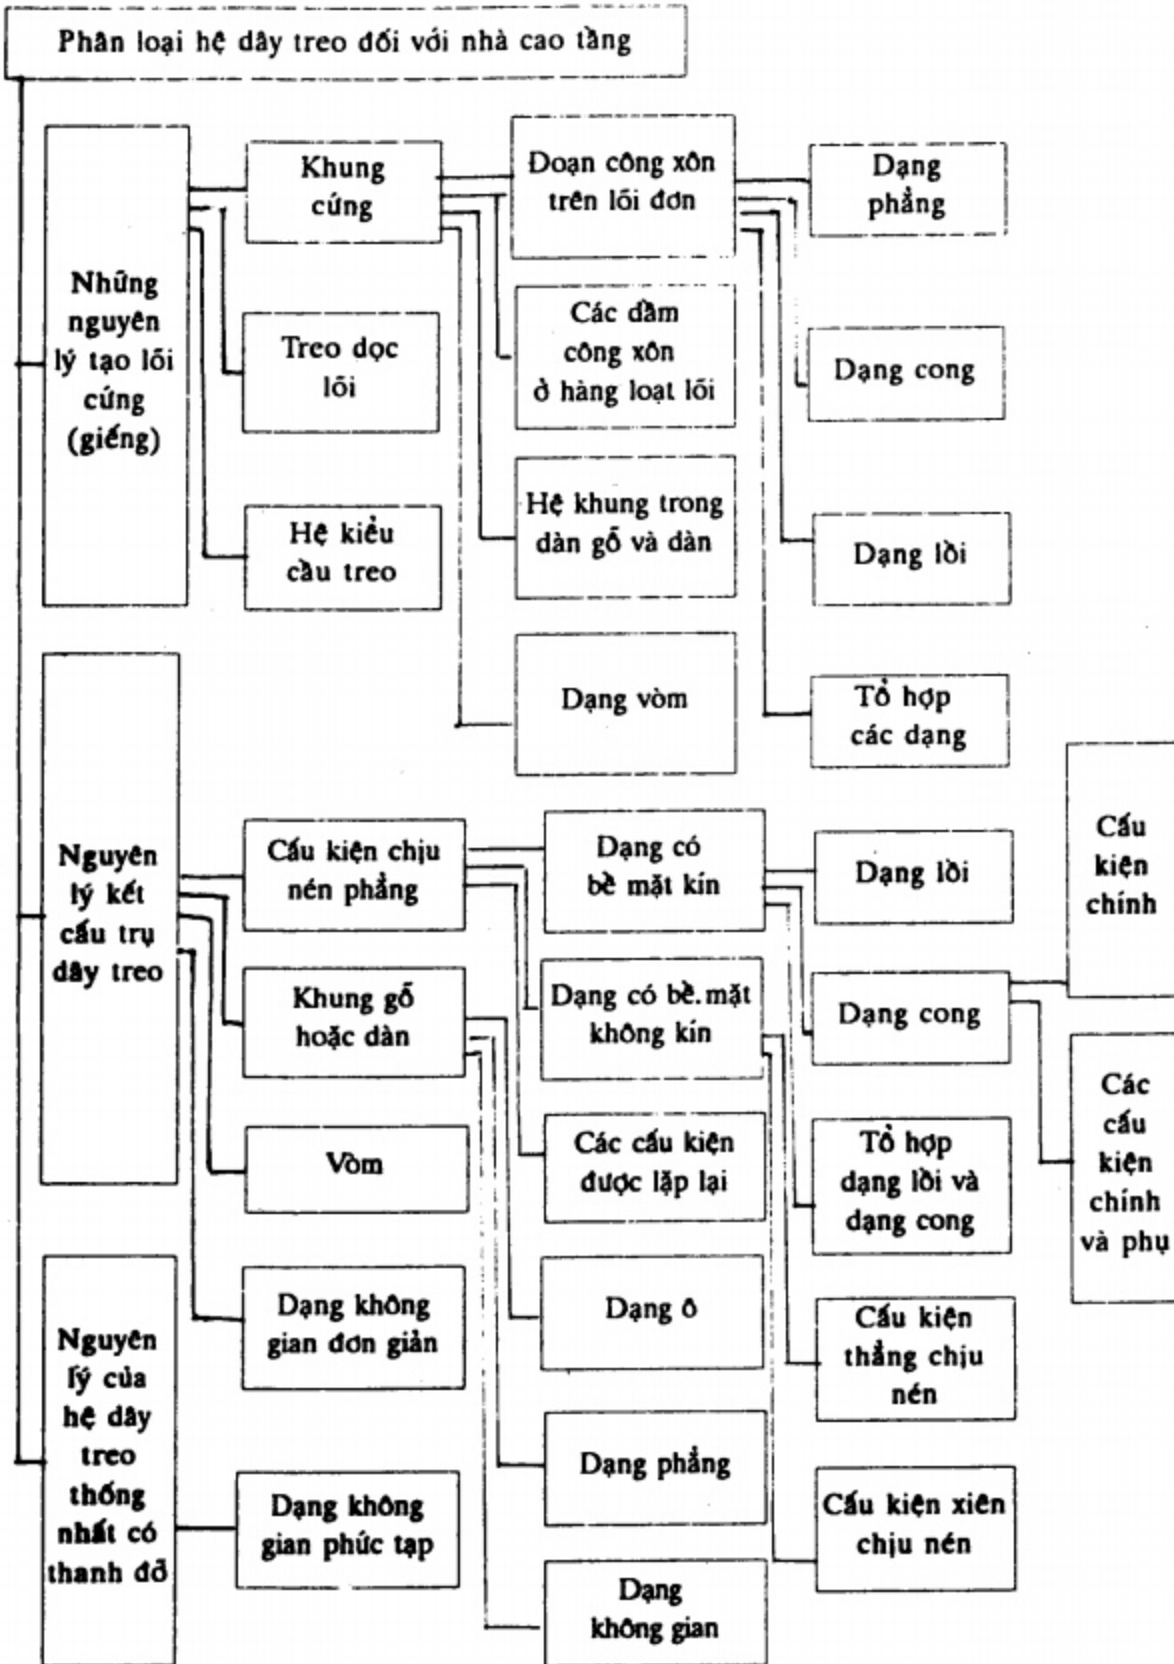 Phân loại hệ dây treo đối với nhà cao tầng
Những
nguyên
lý tạo lõi
cứng
(giếng)
Khung
cứng
Treo dọc
lõi
Hệ kiểu
cầu treo
Đoạn công xôn
trên lõi đơn
Các dầm
công xôn
ở hàng loạt lõi
Hệ khung trong
dàn gỗ và dàn
Dạng vòm
Dạng
phẳng
Dạng cong
Dạng lồi
Tổ hợp
các dạng
Nguyên
lý kết
cấu trụ
dây treo
Cấu kiện chịu
nén phẳng
Khung gỗ
hoặc dàn
Vòm
Dạng không
gian đơn giản
Dạng có
bề mặt kín
Dạng có bề.mặt
không kín
Các cấu kiện
được lặp lại
Dạng ô
Dạng phẳng
Dạng
không gian
Dạng lồi
Dạng cong
Tổ hợp
dạng lồi và
dạng cong
Cấu kiện
thẳng chịu
nén
Cấu kiện xiên
chịu nén
Cấu
kiện
chính
Các
cấu
kiện
chính
và phụ
Nguyên
lý của
hệ dây
treo
thống
nhất có
thanh đỡ
Dạng không
gian phức tạp